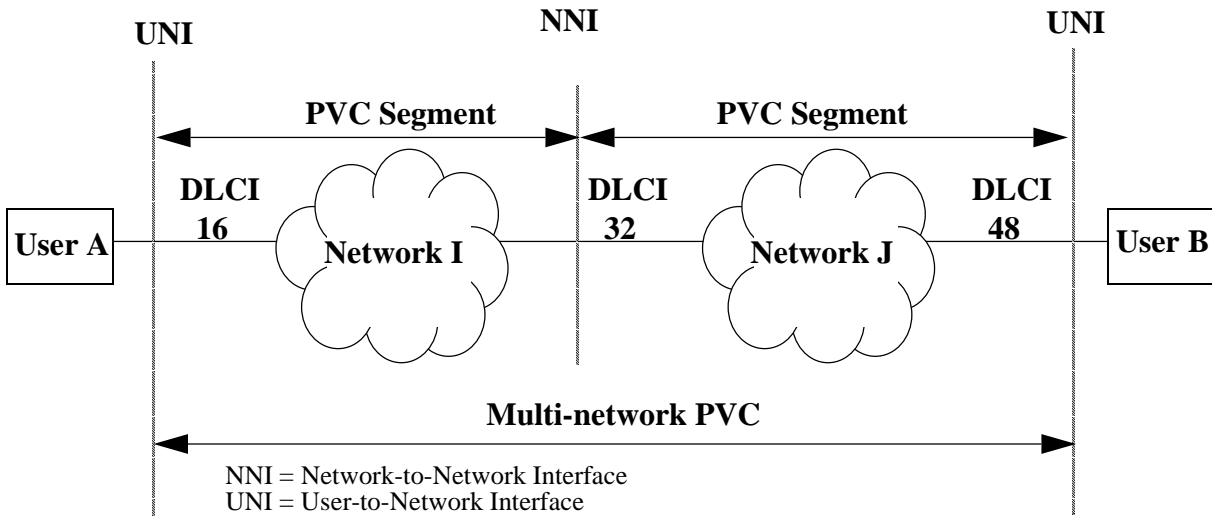 UNI
NNI
UNI
PVC Segment
PVC Segment
DLCI
16
DLCI
32
DLCI
48
User A
Network I
Network J
User B
Multi-network PVC
NNI = Network-to-Network Interface
UNI = User-to-Network Interface